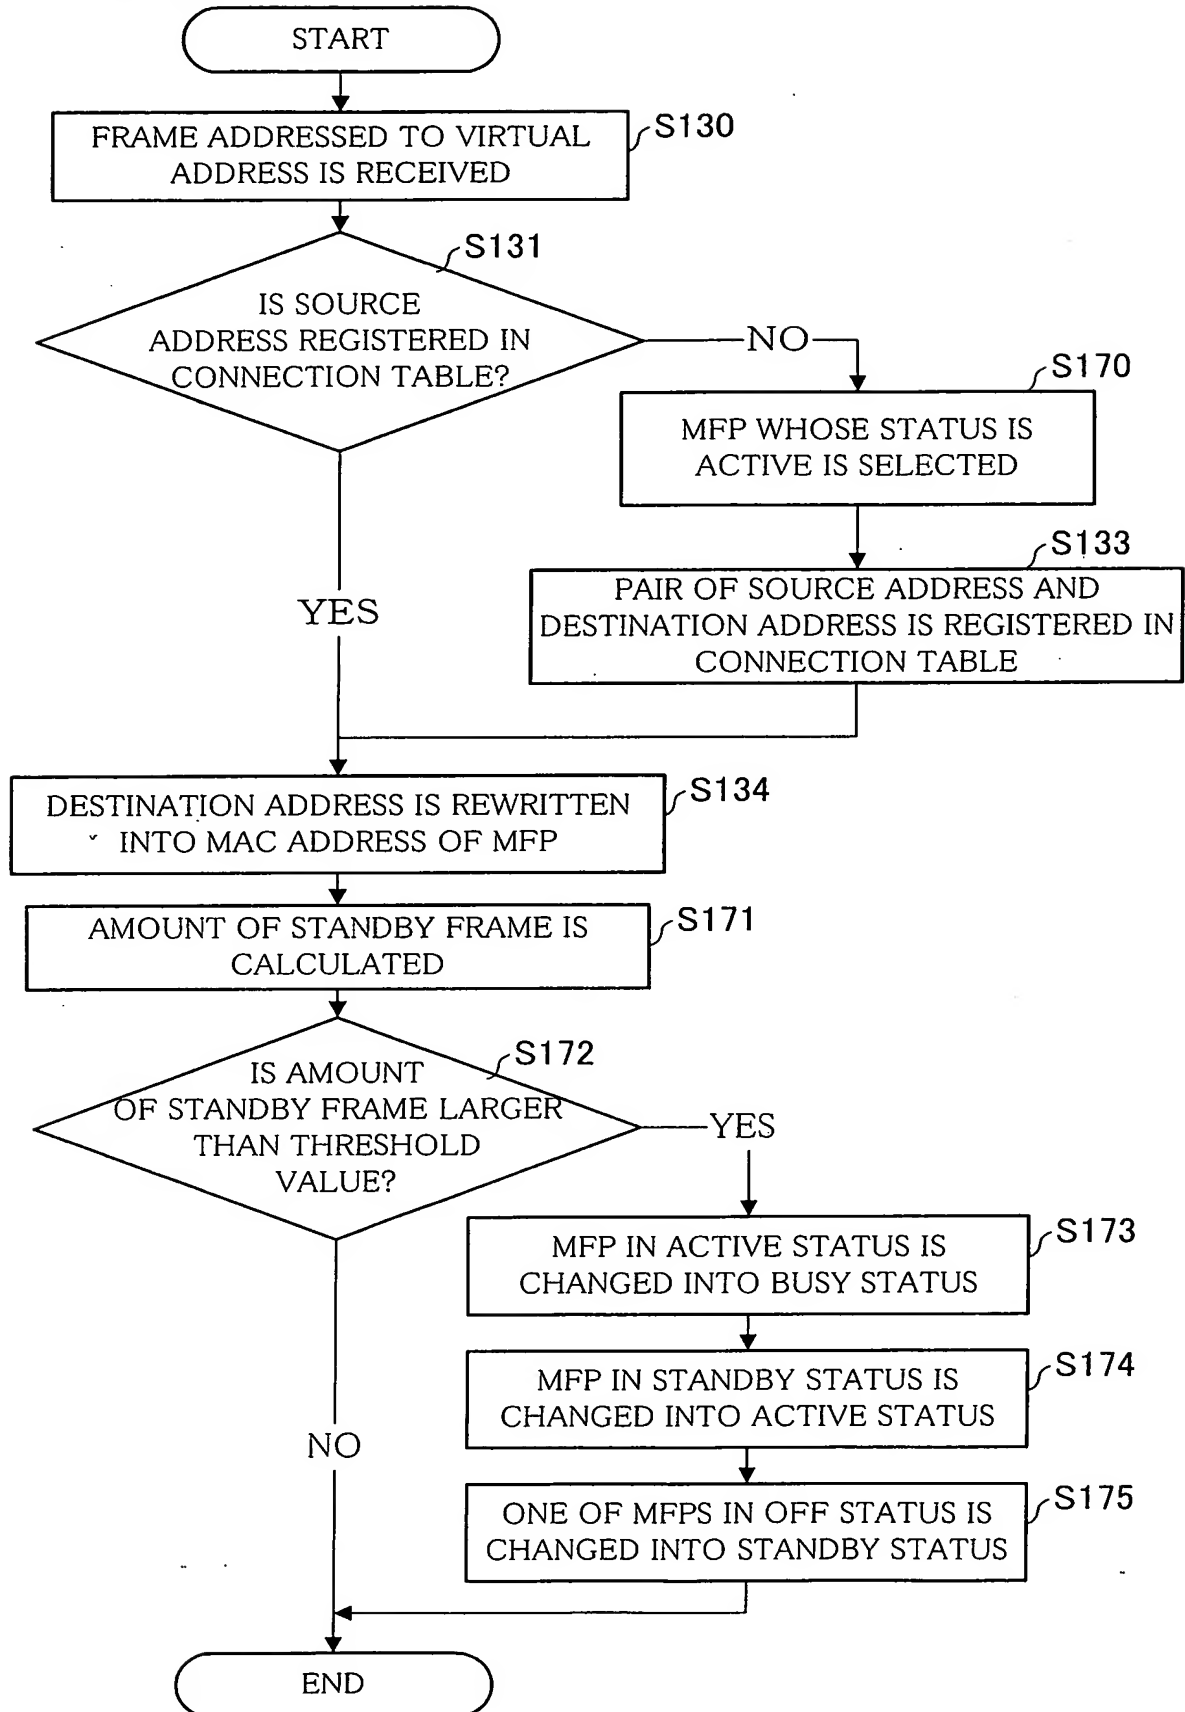 START
FRAME ADDRESSED TO VIRTUAL
ADDRESS IS RECEIVED
S130
S131
IS SOURCE
ADDRESS REGISTERED IN
CONNECTION TABLE?
NO
S170
MFP WHOSE STATUS IS
ACTIVE IS SELECTED
S133
PAIR OF SOURCE ADDRESS AND
DESTINATION ADDRESS IS REGISTERED IN
CONNECTION TABLE
YES
S134
DESTINATION ADDRESS IS REWRITTEN
INTO MAC ADDRESS OF MFP
S171
AMOUNT OF STANDBY FRAME IS
CALCULATED
S172
IS AMOUNT
OF STANDBY FRAME LARGER
THAN THRESHOLD
VALUE?
YES
S173
MFP IN ACTIVE STATUS IS
CHANGED INTO BUSY STATUS
S174
MFP IN STANDBY STATUS IS
CHANGED INTO ACTIVE STATUS
NO
S175
ONE OF MFPS IN OFF STATUS IS
CHANGED INTO STANDBY STATUS
END